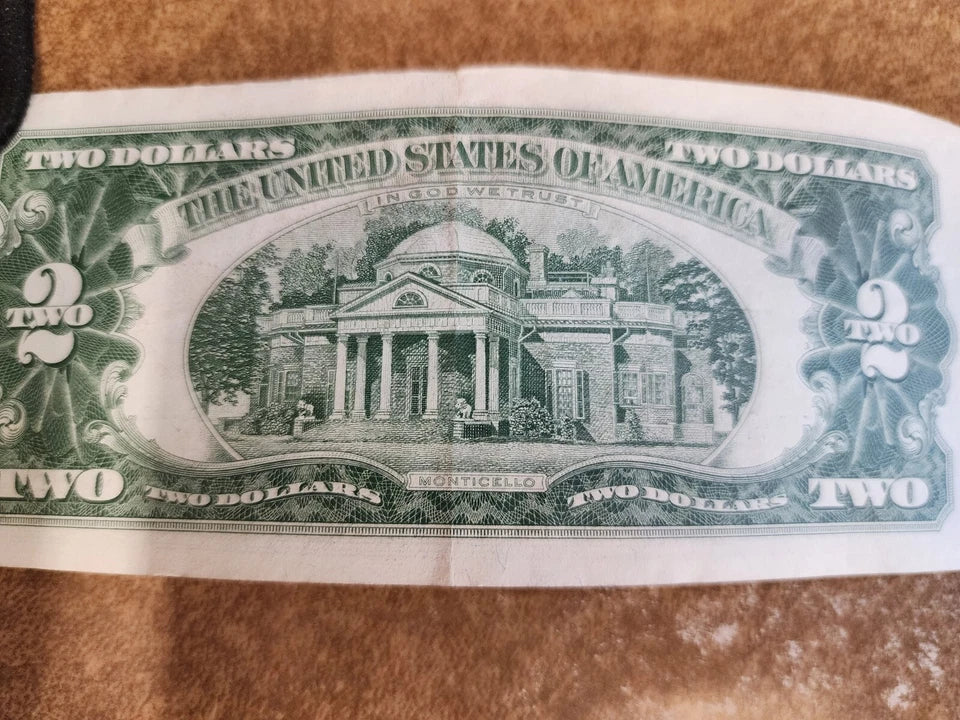 TWO DOLLARS
TWO DOLLARS
THE UNITED STATES OF AMERICA
IN GOD WE TRUST
2
TWO
2
TWO
TWO
TWO DOLLARS
MONTICELLO
TWO DOLLARS
TWO